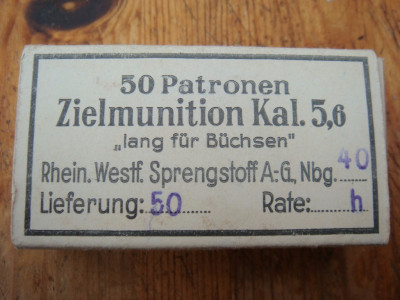 50 Patronen
Zielmunition Kal. 5,6
„lang für Büchsen"
Rhein. Westf. Sprengstoff A.-G., Nbg. 40
Lieferung: 50 Rate: h